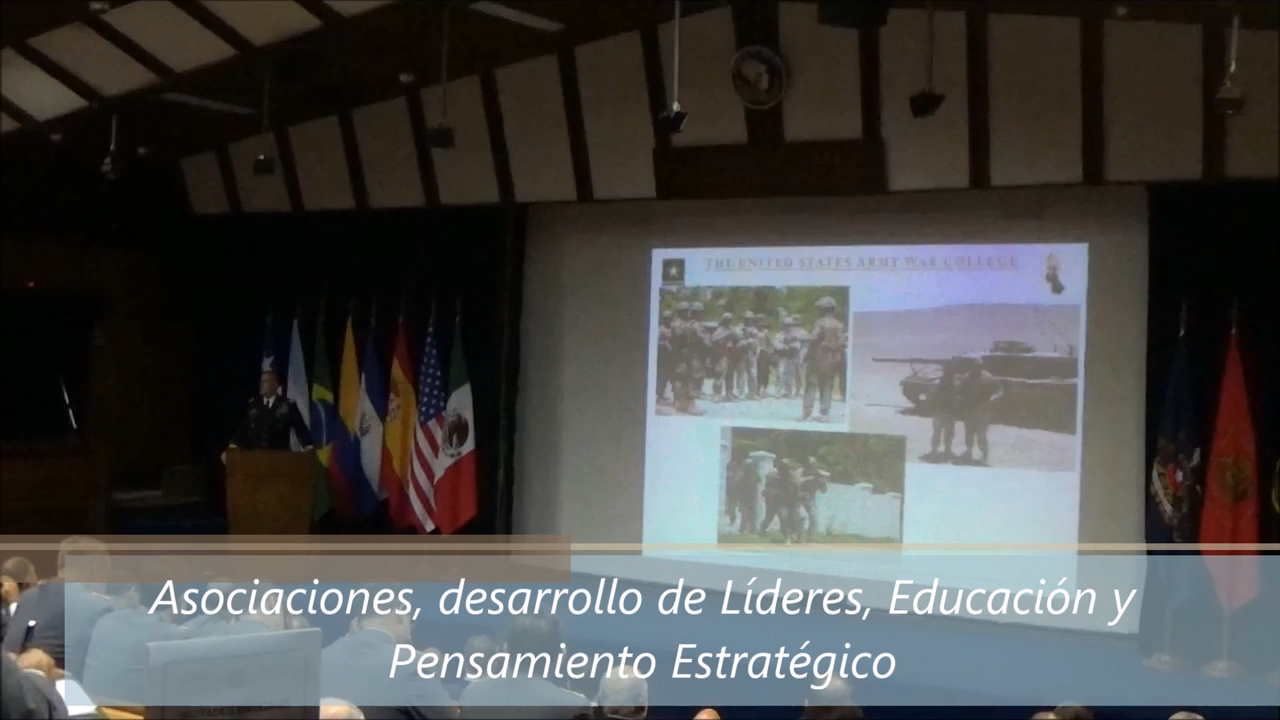 THE UNITED STATES ARMY WAR COLLEGE
Asociaciones, desarrollo de Líderes, Educación y
Pensamiento Estratégico